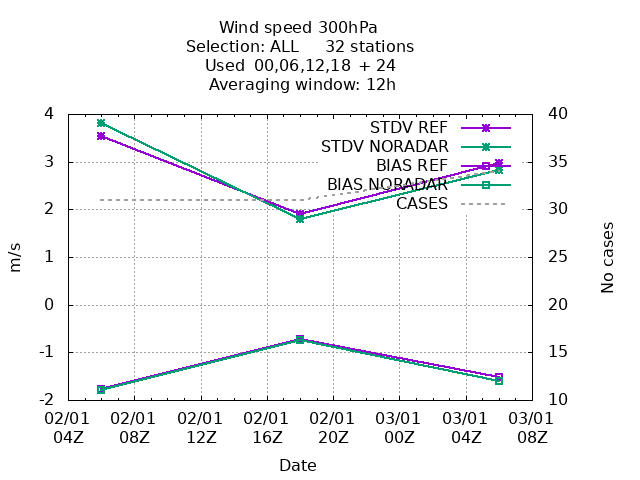 Wind speed 300hPa
Selection: ALL     32 stations
Used 00,06,12,18 + 24
Averaging window: 12h
STDV REF
STDV NORADAR
BIAS REF
BIAS NORADAR
CASES
4
3
2
1
0
-1
-2
m/s
40
35
30
25
20
15
10
No cases
02/01 02/01 02/01 02/01 02/01 03/01 03/01 03/01
04Z 08Z 12Z 16Z 20Z 00Z 04Z 08Z
Date